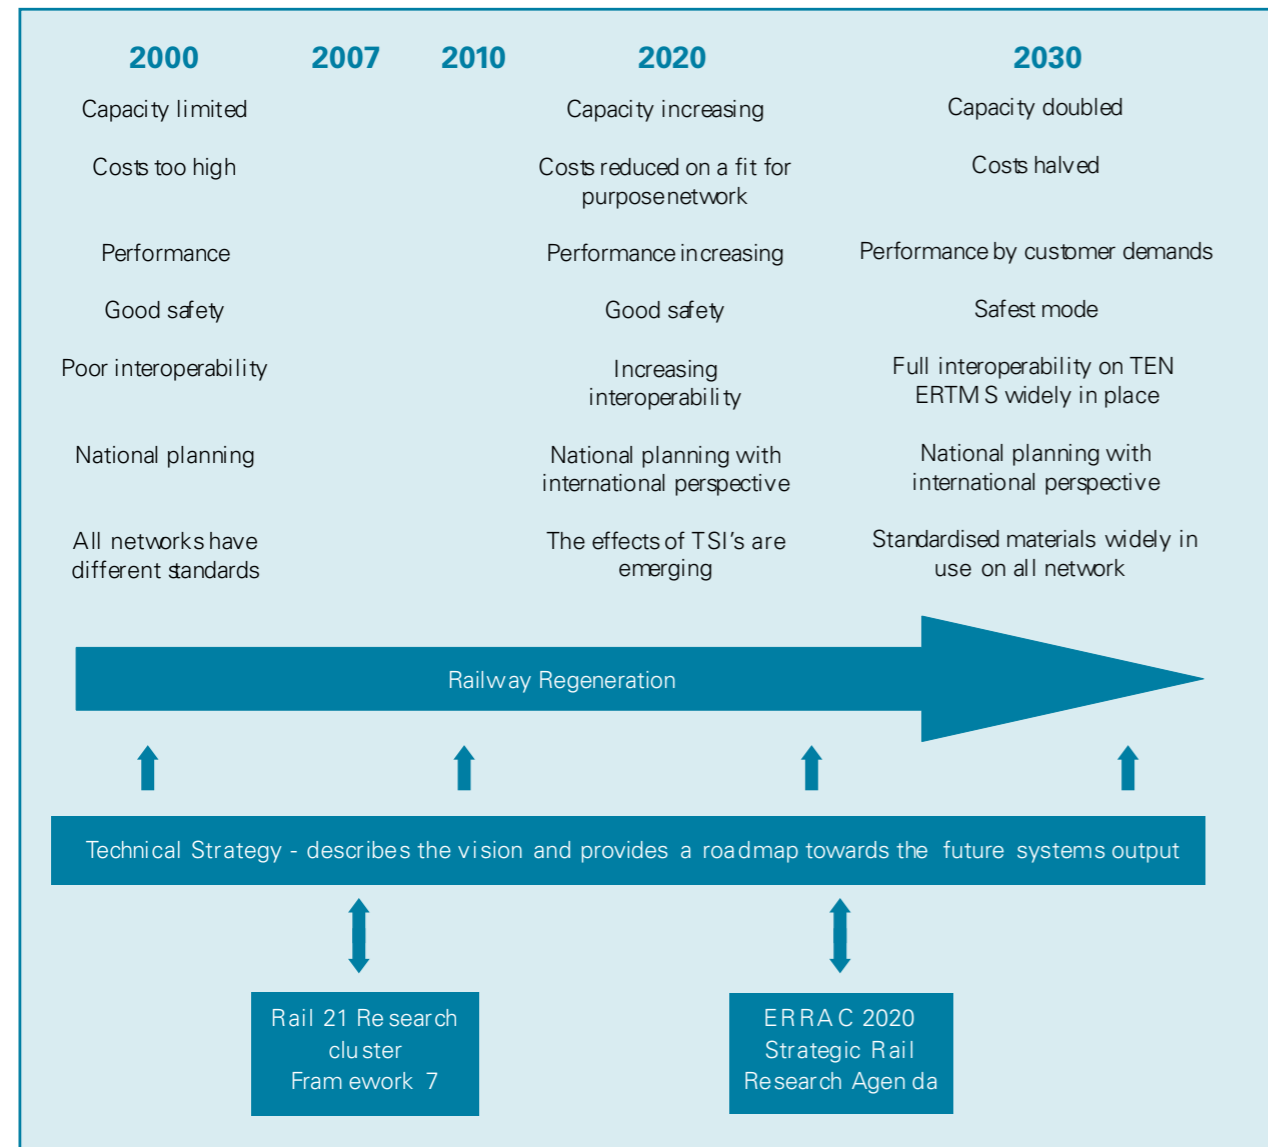 2000 2007 2010 2020 2030
Capacity limited Capacity increasing Capacity doubled
Costs too high
Costs reduced on a fit for
purpose network
Costs halved
Performance Performance increasing Performance by customer demands
Good safety Good safety Safest mode
Poor interoperability
Increasing
interoperability
Full interoperability on TEN
ERTMS widely in place
National planning
National planning with
international perspective
National planning with
international perspective
All networks have
different standards
The effects of TSI's are
emerging
Standardised materials widely in
use on all network
Railway Regeneration
Technical Strategy - describes the vision and provides a roadmap towards the future systems output
Rail 21 Research
cluster
Framework 7
ERRAC 2020
Strategic Rail
Research Agenda